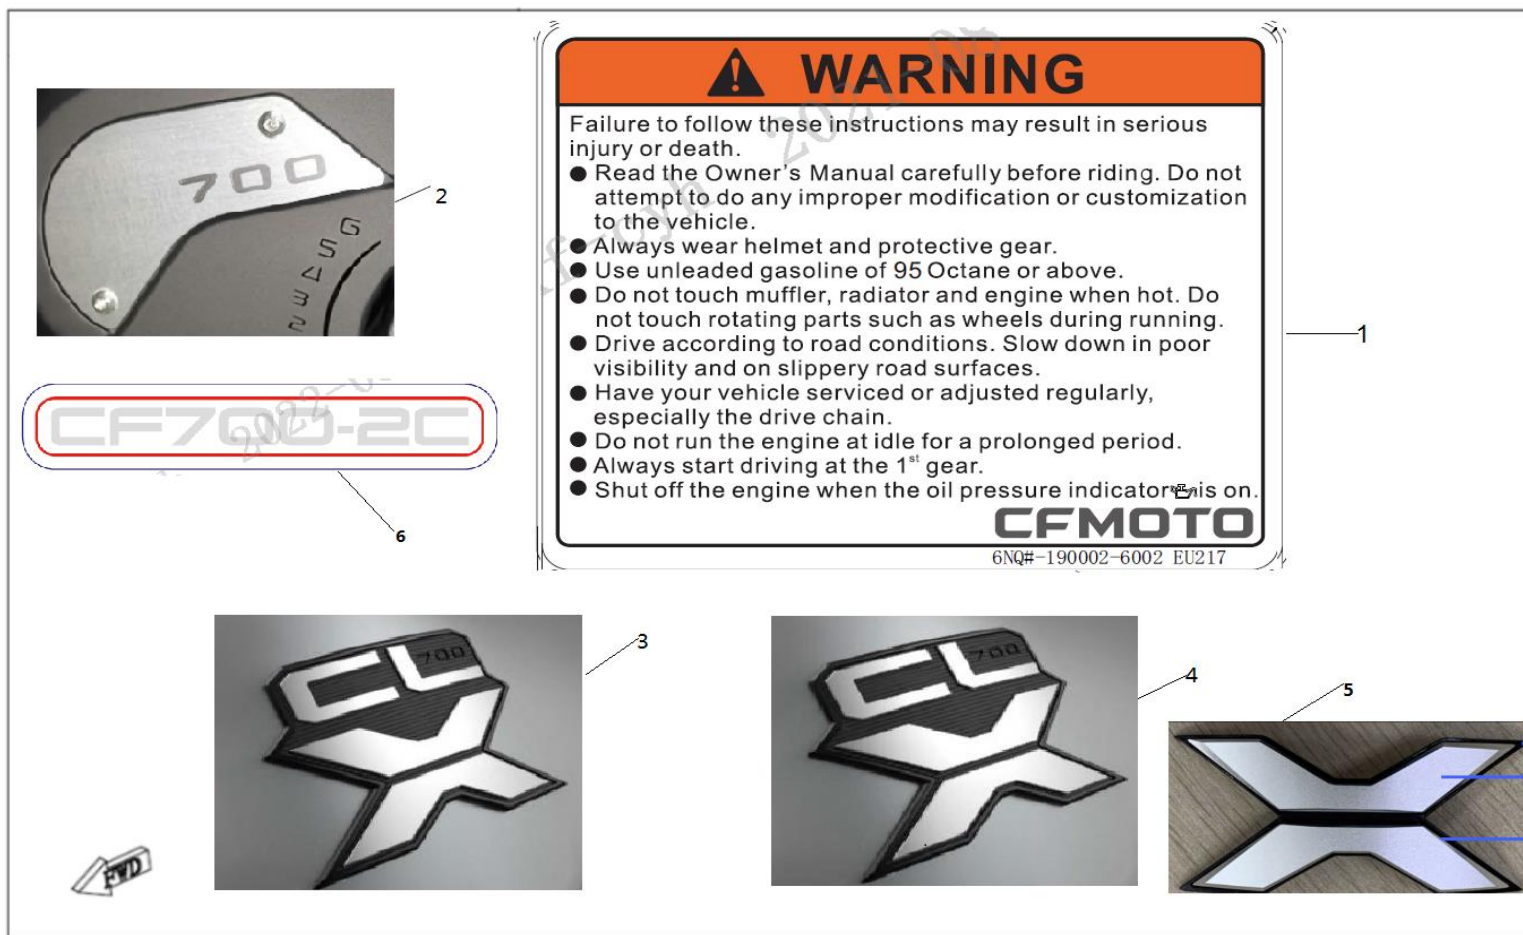 WARNING
Failure to follow these instructions may result in serious
injury or death.
● Read the Owner's Manual carefully before riding. Do not
attempt to do any improper modification or customization
to the vehicle.
● Always wear helmet and protective gear.
● Use unleaded gasoline of 95 Octane or above.
● Do not touch muffler, radiator and engine when hot. Do
not touch rotating parts such as wheels during running.
● Drive according to road conditions. Slow down in poor
visibility and on slippery road surfaces.
● Have your vehicle serviced or adjusted regularly,
especially the drive chain.
● Do not run the engine at idle for a prolonged period.
● Always start driving at the 1st gear.
● Shut off the engine when the oil pressure indicator is on.
CFMOTO
6NQ#-190002-6002 EU217
1
700
6
5
4
3
2
2
CF700-2C
6
CL
700
X
3
CL
700
X
4
5
FWD